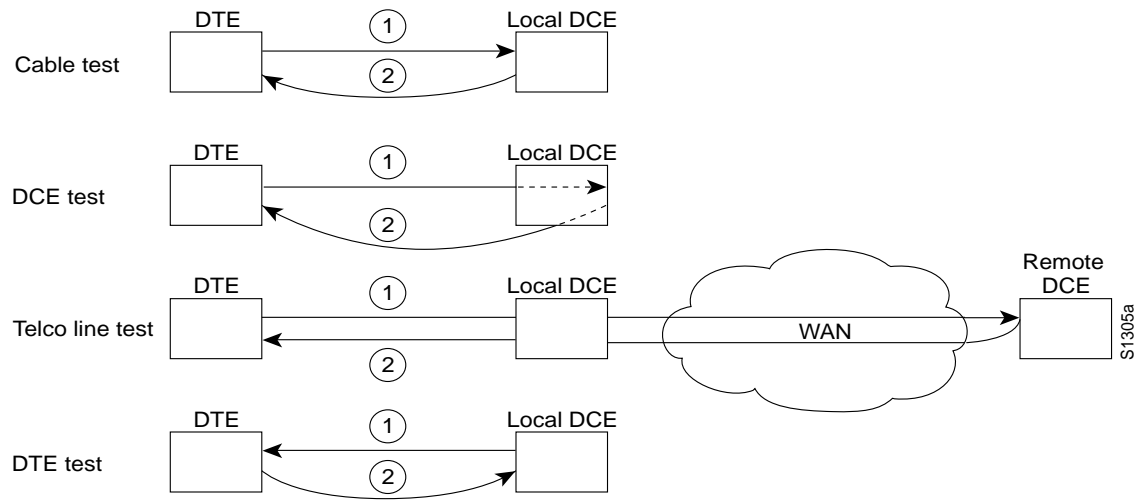 DTE
1
Local DCE
Cable test
2
DTE
1
Local DCE
DCE test
2
DTE
1
Local DCE
Remote
DCE
Telco line test
WAN
2
S1305a
DTE
1
Local DCE
DTE test
2